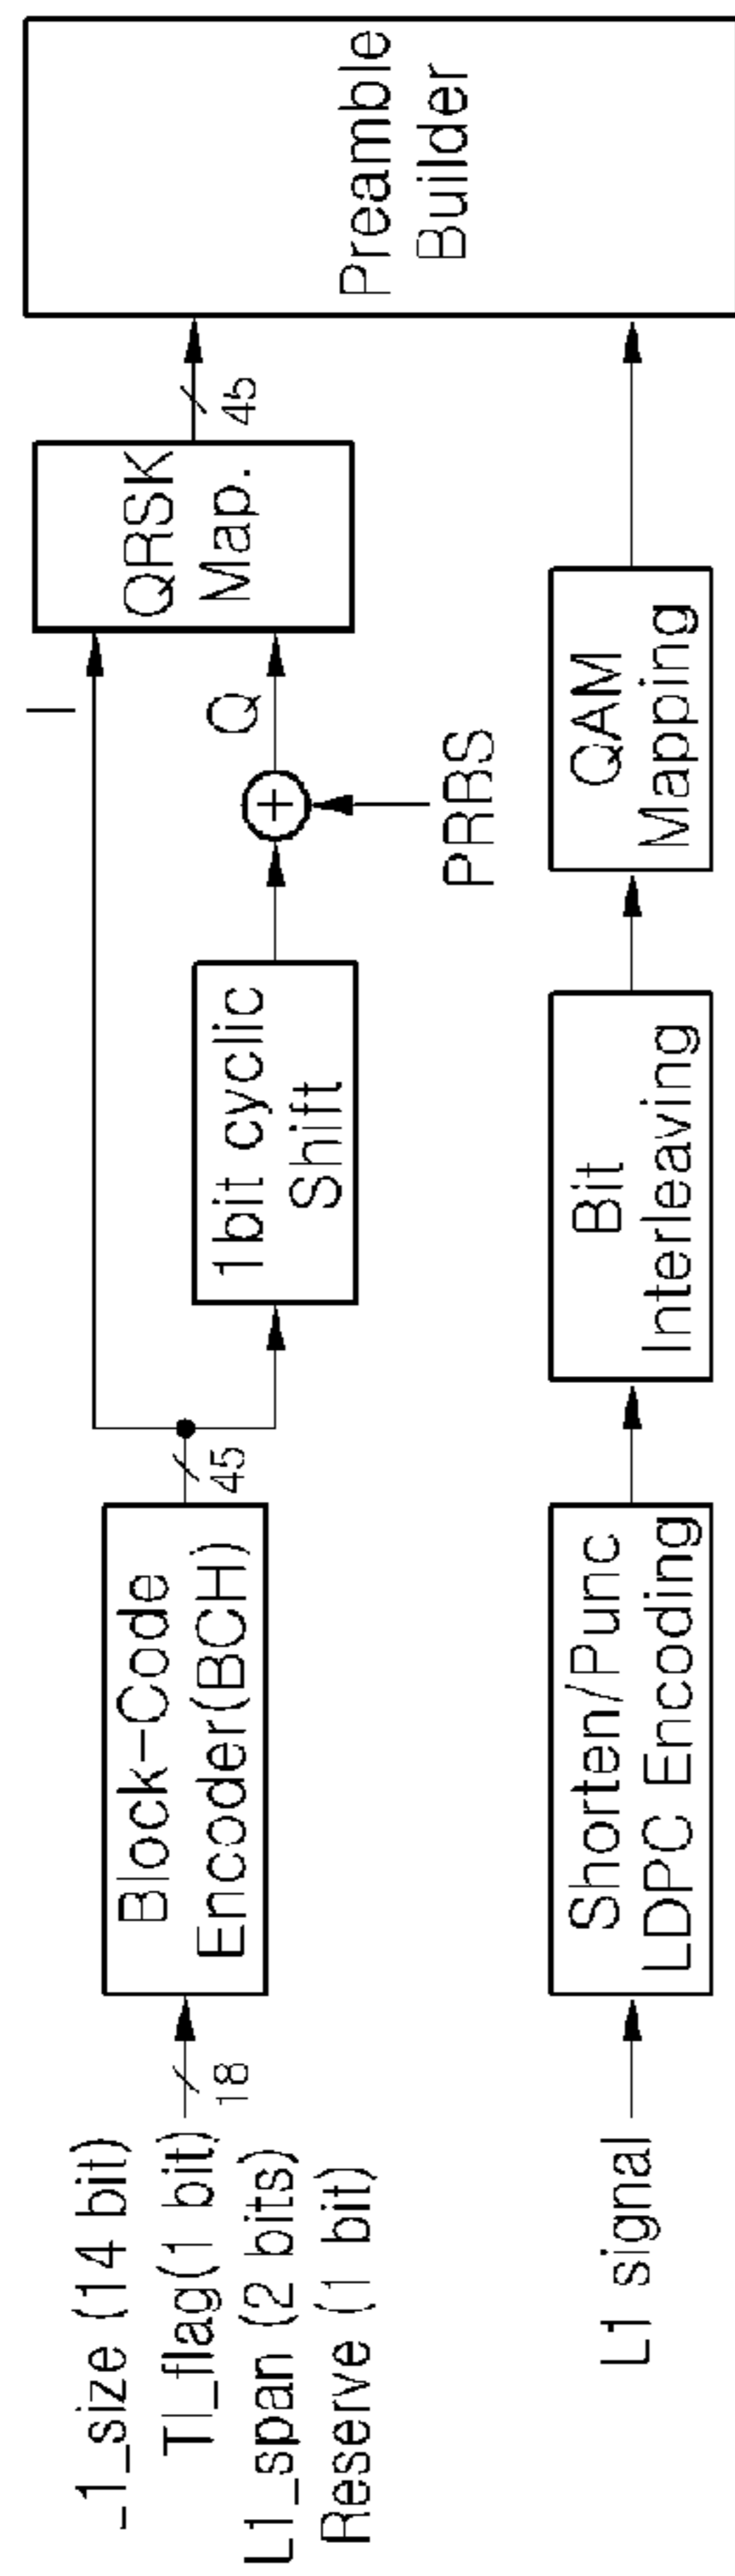 _1_size (14 bit)
TI_flag(1 bit)
L1_span (2 bits)
Reserve (1 bit)
18
Block-Code
Encoder(BCH)
45
1bit cyclic
Shift
+
PRBS
I
Q
QRSK
Map.
45
Preamble
Builder
L1 signal
Shorten/Punc
LDPC Encoding
Bit
Interleaving
QAM
Mapping